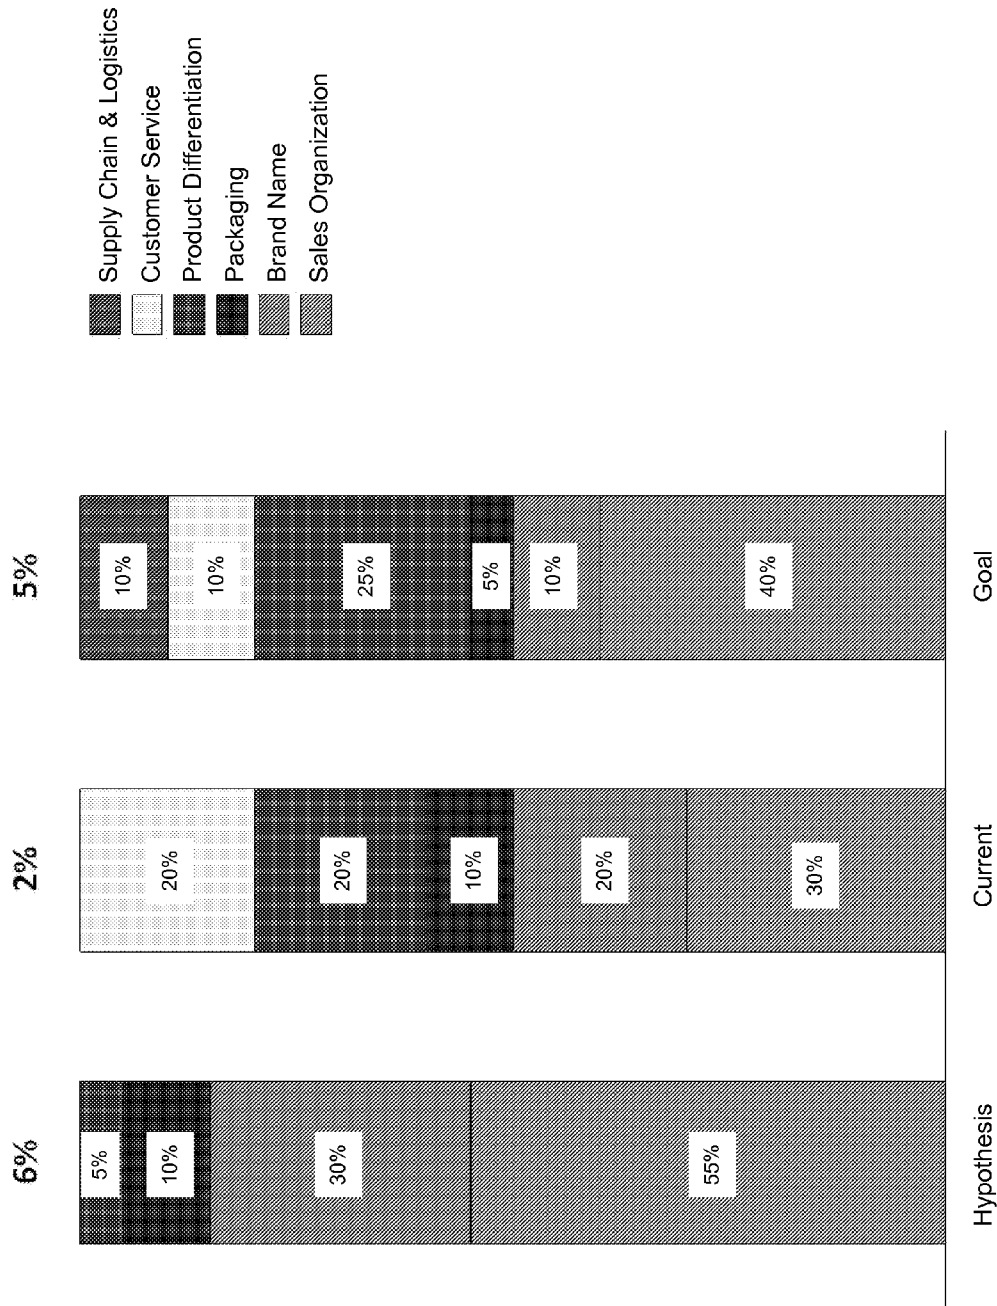 6%
2%
5%
5%
10%
30%
55%
20%
20%
10%
20%
30%
10%
10%
25%
5%
10%
40%
Hypothesis
Current
Goal
Supply Chain & Logistics
Customer Service
Product Differentiation
Packaging
Brand Name
Sales Organization